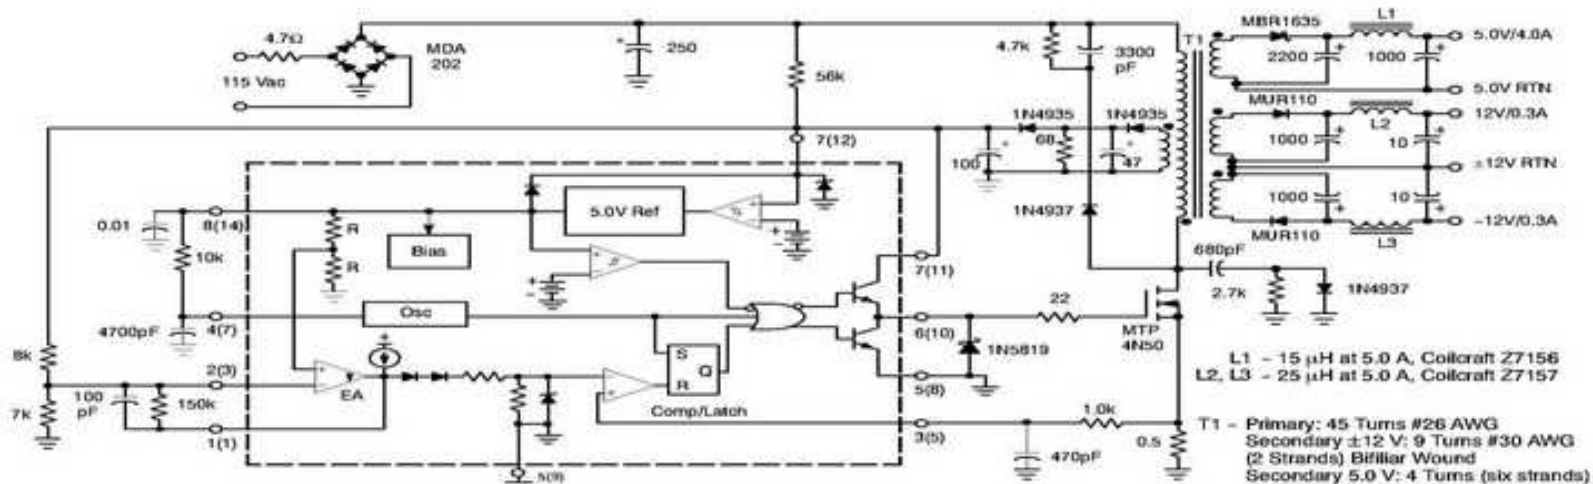 4.7Ω
MDA
202
115 Vac
250
56k
4.7k
3300
pF
T1
MBR1635
L1
5.0V/4.0A
2200
1000
5.0V RTN
MUR110
L2
12V/0.3A
1000
10
±12V RTN
1000
10
MUR110
L3
-12V/0.3A
1N4935
1N4935
68
100
47
7(12)
1N4937
680pF
2.7k
1N4937
0.01
8(14)
R
R
Bias
5.0V Ref
+
-
+
-
10k
4700pF
4(7)
Osc
7(11)
22
6(10)
MTP
4N50
1N5819
5(8)
8k
7k
2(3)
100
pF
150k
1(1)
EA
S
Q
R
Comp/Latch
3(5)
1.0k
470pF
0.5
5(9)
L1 - 15 µH at 5.0 A, Coilcraft Z7156
L2, L3 - 25 µH at 5.0 A, Coilcraft Z7157
T1 - Primary: 45 Turns #26 AWG
Secondary ±12 V: 9 Turns #30 AWG
(2 Strands) Bifiliar Wound
Secondary 5.0 V: 4 Turns (six strands)